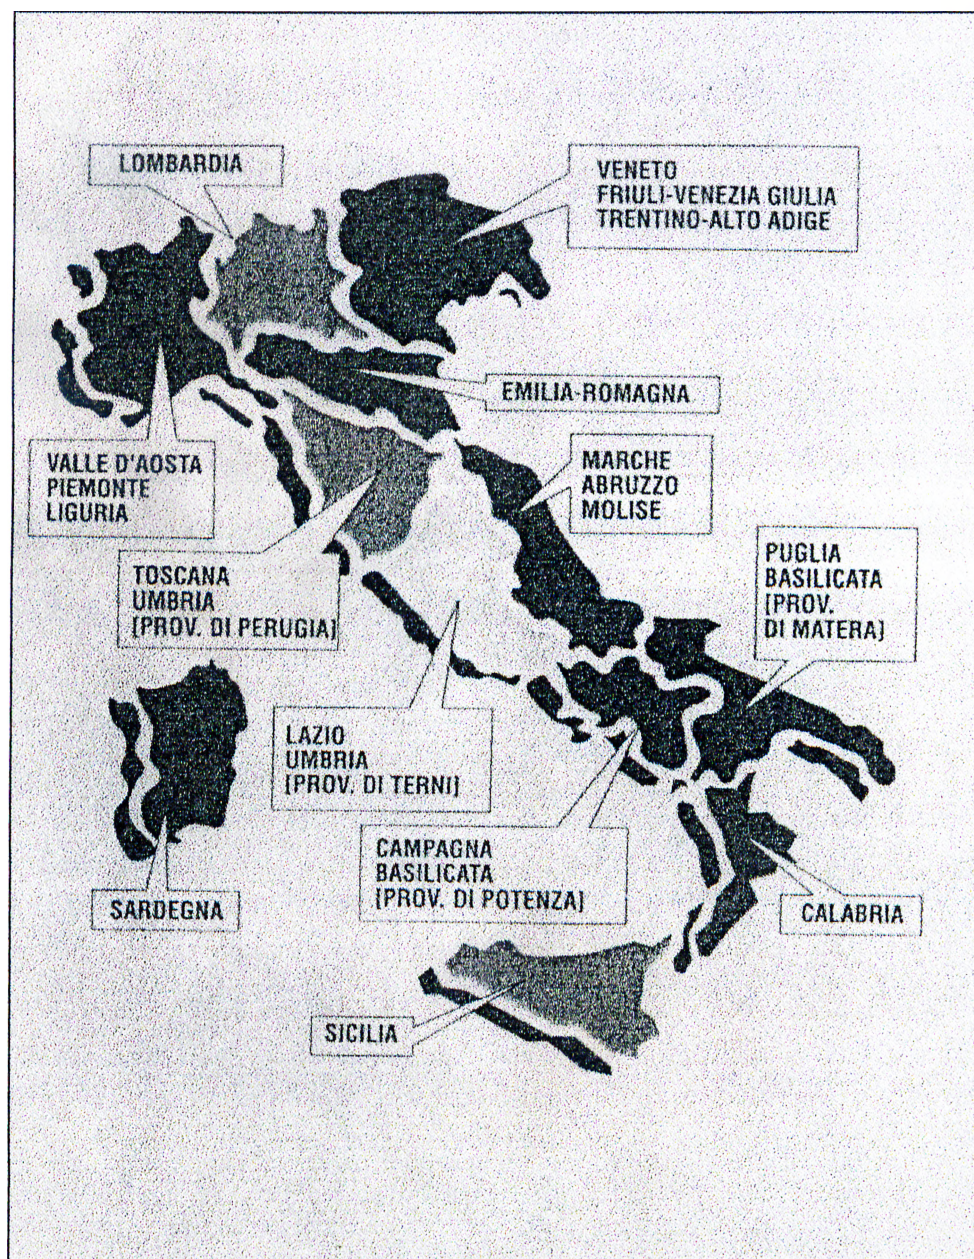 LOMBARDIA
VENETO
FRIULI-VENEZIA GIULIA
TRENTINO-ALTO ADIGE
EMILIA-ROMAGNA
VALLE D'AOSTA
PIEMONTE
LIGURIA
MARCHE
ABRUZZO
MOLISE
TOSCANA
UMBRIA
[PROV. DI PERUGIA]
PUGLIA
BASILICATA
[PROV.
DI MATERA]
LAZIO
UMBRIA
[PROV. DI TERNI]
CAMPAGNA
BASILICATA
[PROV. DI POTENZA]
SARDEGNA
CALABRIA
SICILIA